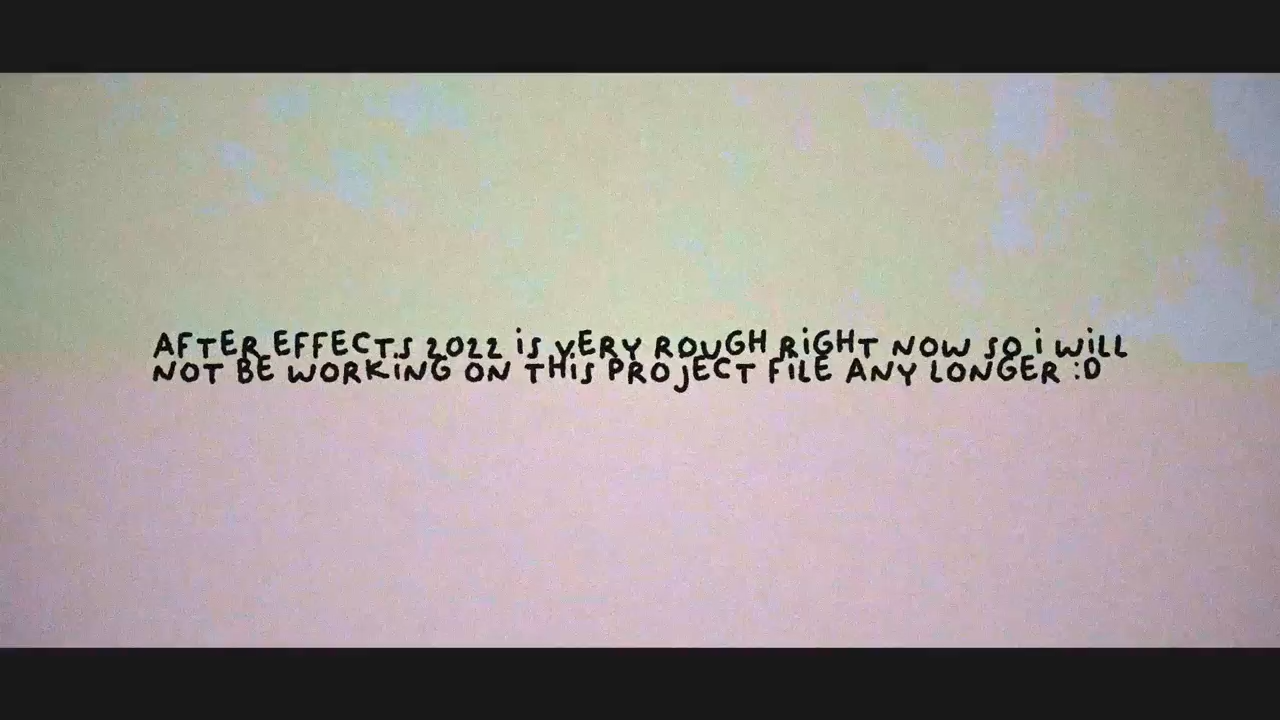 AFTER EFFECTS 2022 iS VERY ROUGH RiGHT NOW SO i WiLL
NOT BE WORKiNG ON THiS PROJECT FiLE ANY LONGER :D